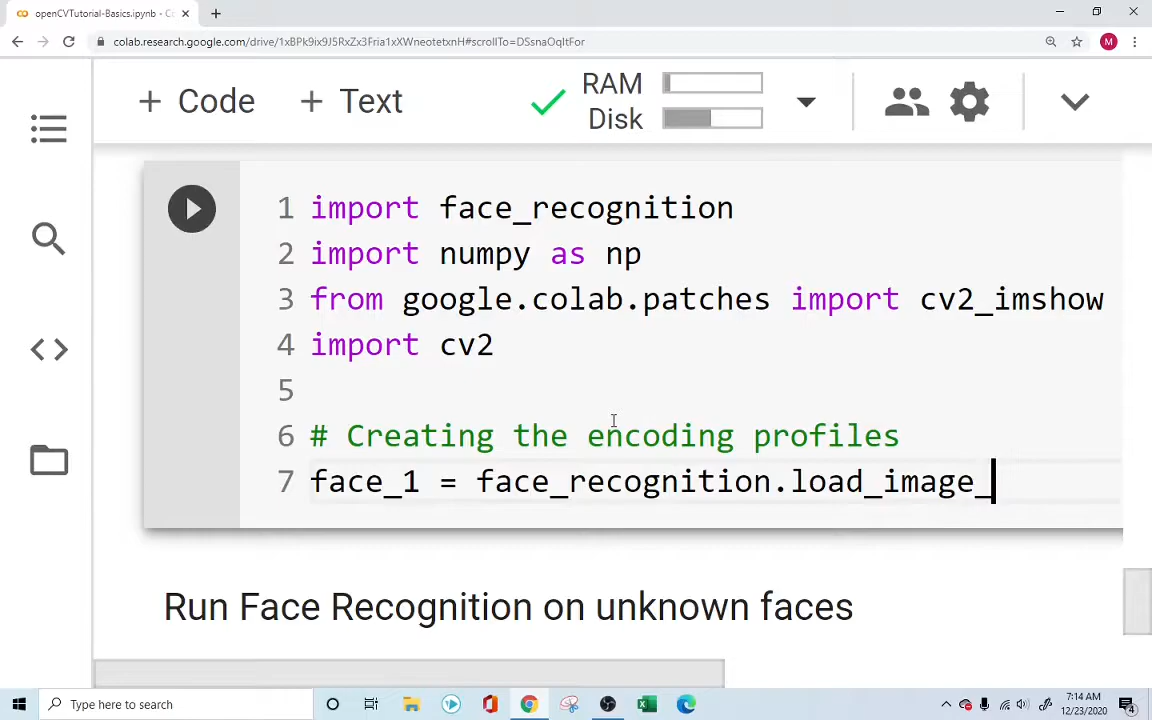 openCVTutorial-Basics.ipynb - C
colab.research.google.com/drive/1xBPk9ix9J5RxZx3Fria1xXWneotetxnH#scrollTo=DSsnaOqItFor
M
+ Code + Text
RAM
Disk
1 import face_recognition
2 import numpy as np
3 from google.colab.patches import cv2_imshow
4 import cv2
5
6 # Creating the encoding profiles
7 face_1 = face_recognition.load_image_
Run Face Recognition on unknown faces
Type here to search
7:14 AM
12/23/2020
4